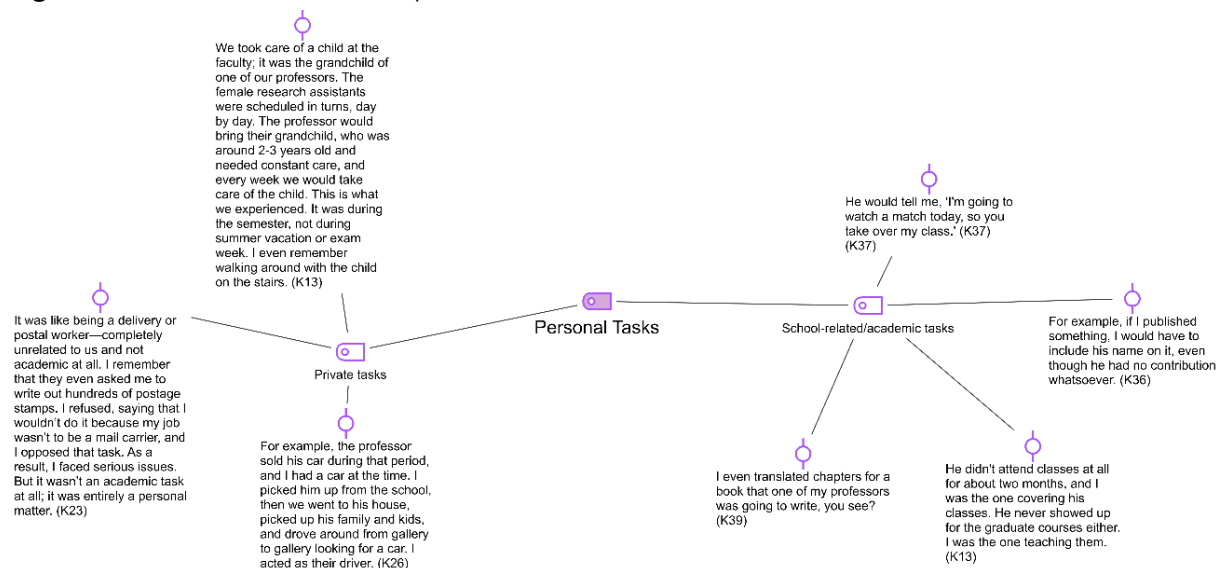 We took care of a child at the
faculty; it was the grandchild of
one of our professors. The
female research assistants
were scheduled in turns, day
by day. The professor would
bring their grandchild, who was
around 2-3 years old and
needed constant care, and
every week we would take
care of the child. This is what
we experienced. It was during
the semester, not during
summer vacation or exam
week. I even remember
walking around with the child
on the stairs. (K13)
He would tell me, 'I'm going to
watch a match today, so you
take over my class.' (K37)
(K37)
Personal Tasks
School-related/academic tasks
Private tasks
It was like being a delivery or
postal worker—completely
unrelated to us and not
academic at all. I remember
that they even asked me to
write out hundreds of postage
stamps. I refused, saying that I
wouldn't do it because my job
wasn't to be a mail carrier, and
I opposed that task. As a
result, I faced serious issues.
But it wasn't an academic task
at all; it was entirely a personal
matter. (K23)
For example, the professor
sold his car during that period,
and I had a car at the time. I
picked him up from the school,
then we went to his house,
picked up his family and kids,
and drove around from gallery
to gallery looking for a car. I
acted as their driver. (K26)
For example, if I published
something, I would have to
include his name on it, even
though he had no contribution
whatsoever. (K36)
I even translated chapters for a
book that one of my professors
was going to write, you see?
(K39)
He didn't attend classes at all
for about two months, and I
was the one covering his
classes. He never showed up
for the graduate courses either.
I was the one teaching them.
(K13)